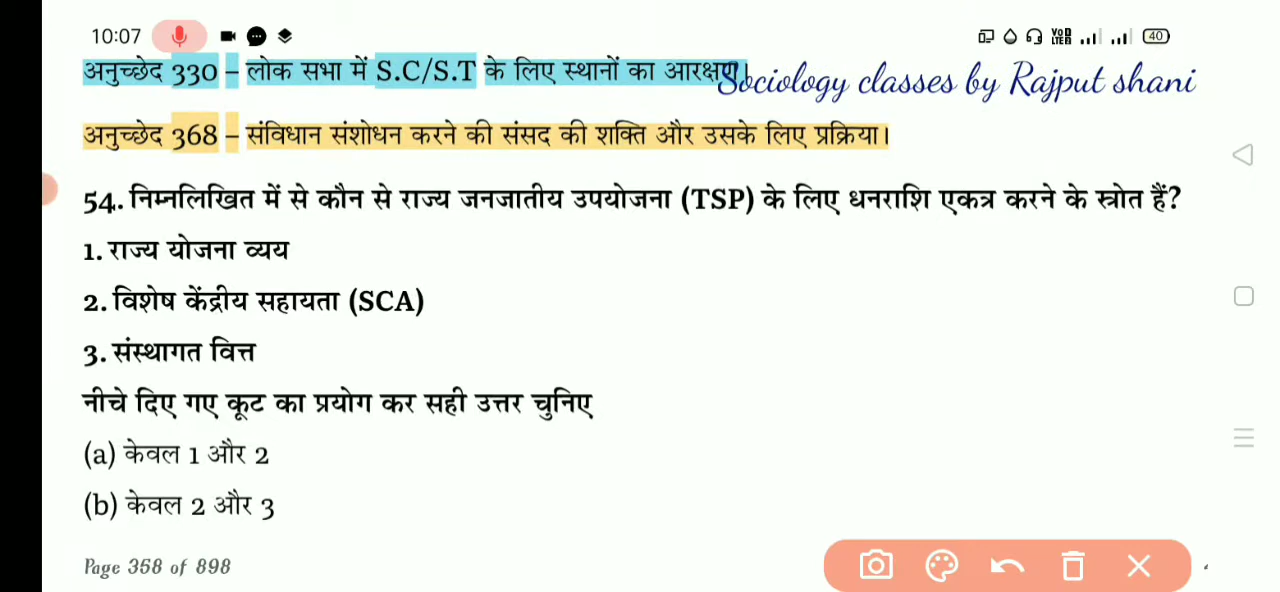 10:07 VoD LTE 40
अनुच्छेद 330 – लोक सभा में S.C/S.T के लिए स्थानों का आरक्षण।
Sociology classes by Rajput shani
अनुच्छेद 368 – संविधान संशोधन करने की संसद की शक्ति और उसके लिए प्रक्रिया।
54. निम्नलिखित में से कौन से राज्य जनजातीय उपयोजना (TSP) के लिए धनराशि एकत्र करने के स्त्रोत हैं?
1. राज्य योजना व्यय
2. विशेष केंद्रीय सहायता (SCA)
3. संस्थागत वित्त
नीचे दिए गए कूट का प्रयोग कर सही उत्तर चुनिए
(a) केवल 1 और 2
(b) केवल 2 और 3
Page 358 of 898